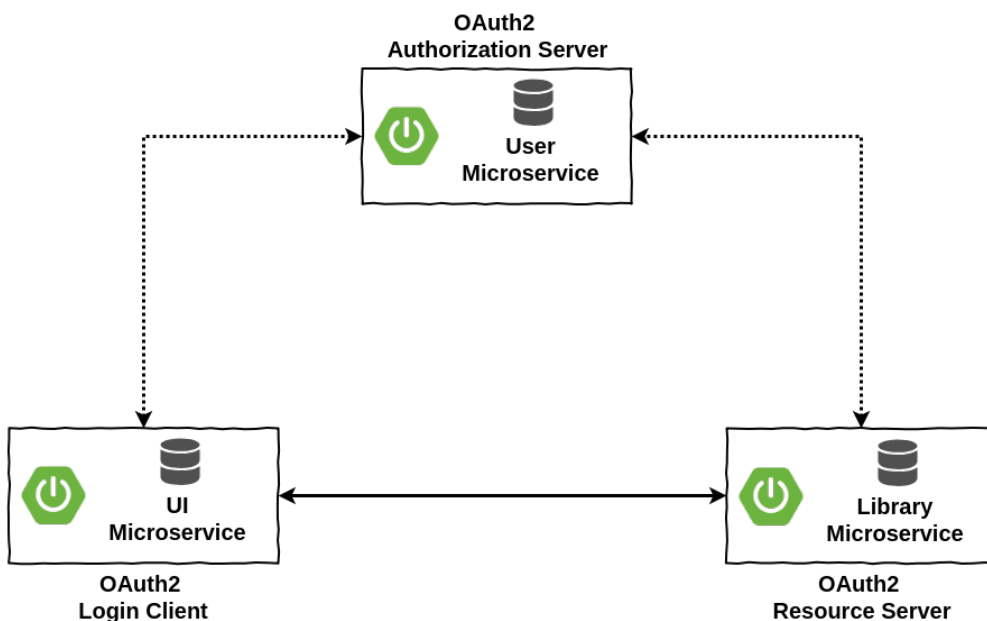 OAuth2
Authorization Server
User
Microservice
UI
Microservice
OAuth2
Login Client
Library
Microservice
OAuth2
Resource Server